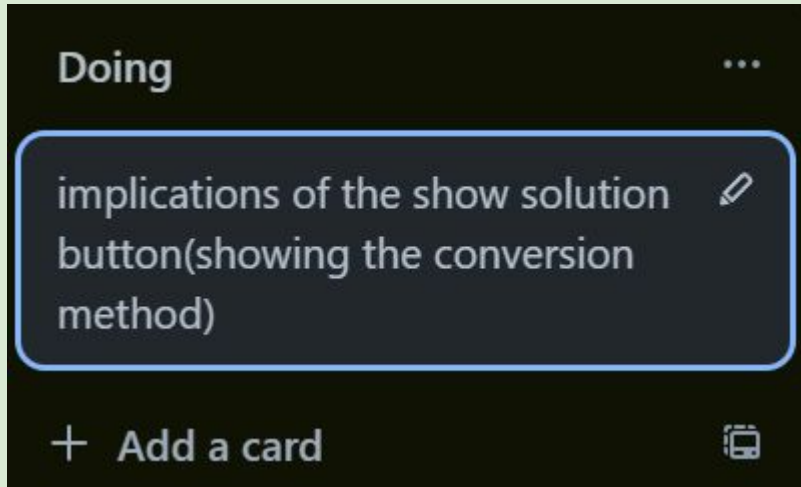 Doing
implications of the show solution
button(showing the conversion
method)
+ Add a card